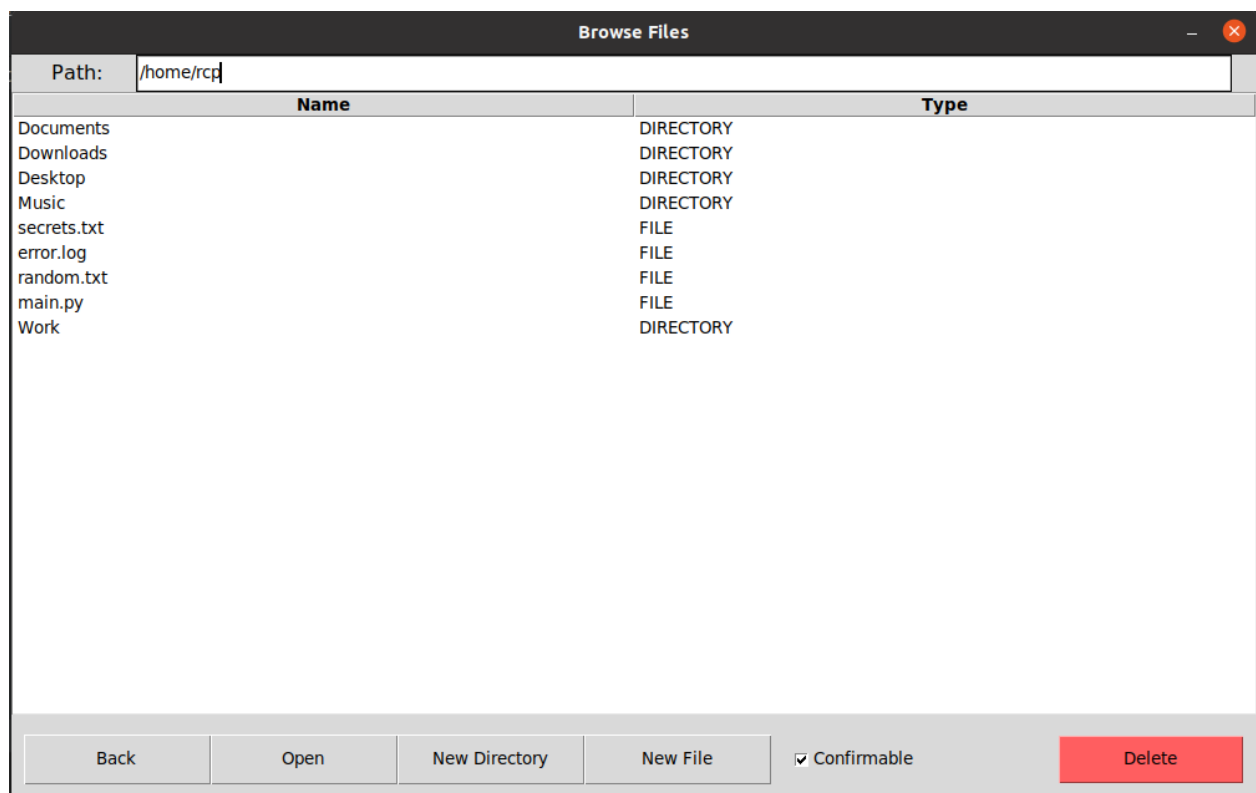 Browse Files
Path: /home/rcp
Name Type
Documents DIRECTORY
Downloads DIRECTORY
Desktop DIRECTORY
Music DIRECTORY
secrets.txt FILE
error.log FILE
random.txt FILE
main.py FILE
Work DIRECTORY
Back Open New Directory New File Confirmable Delete